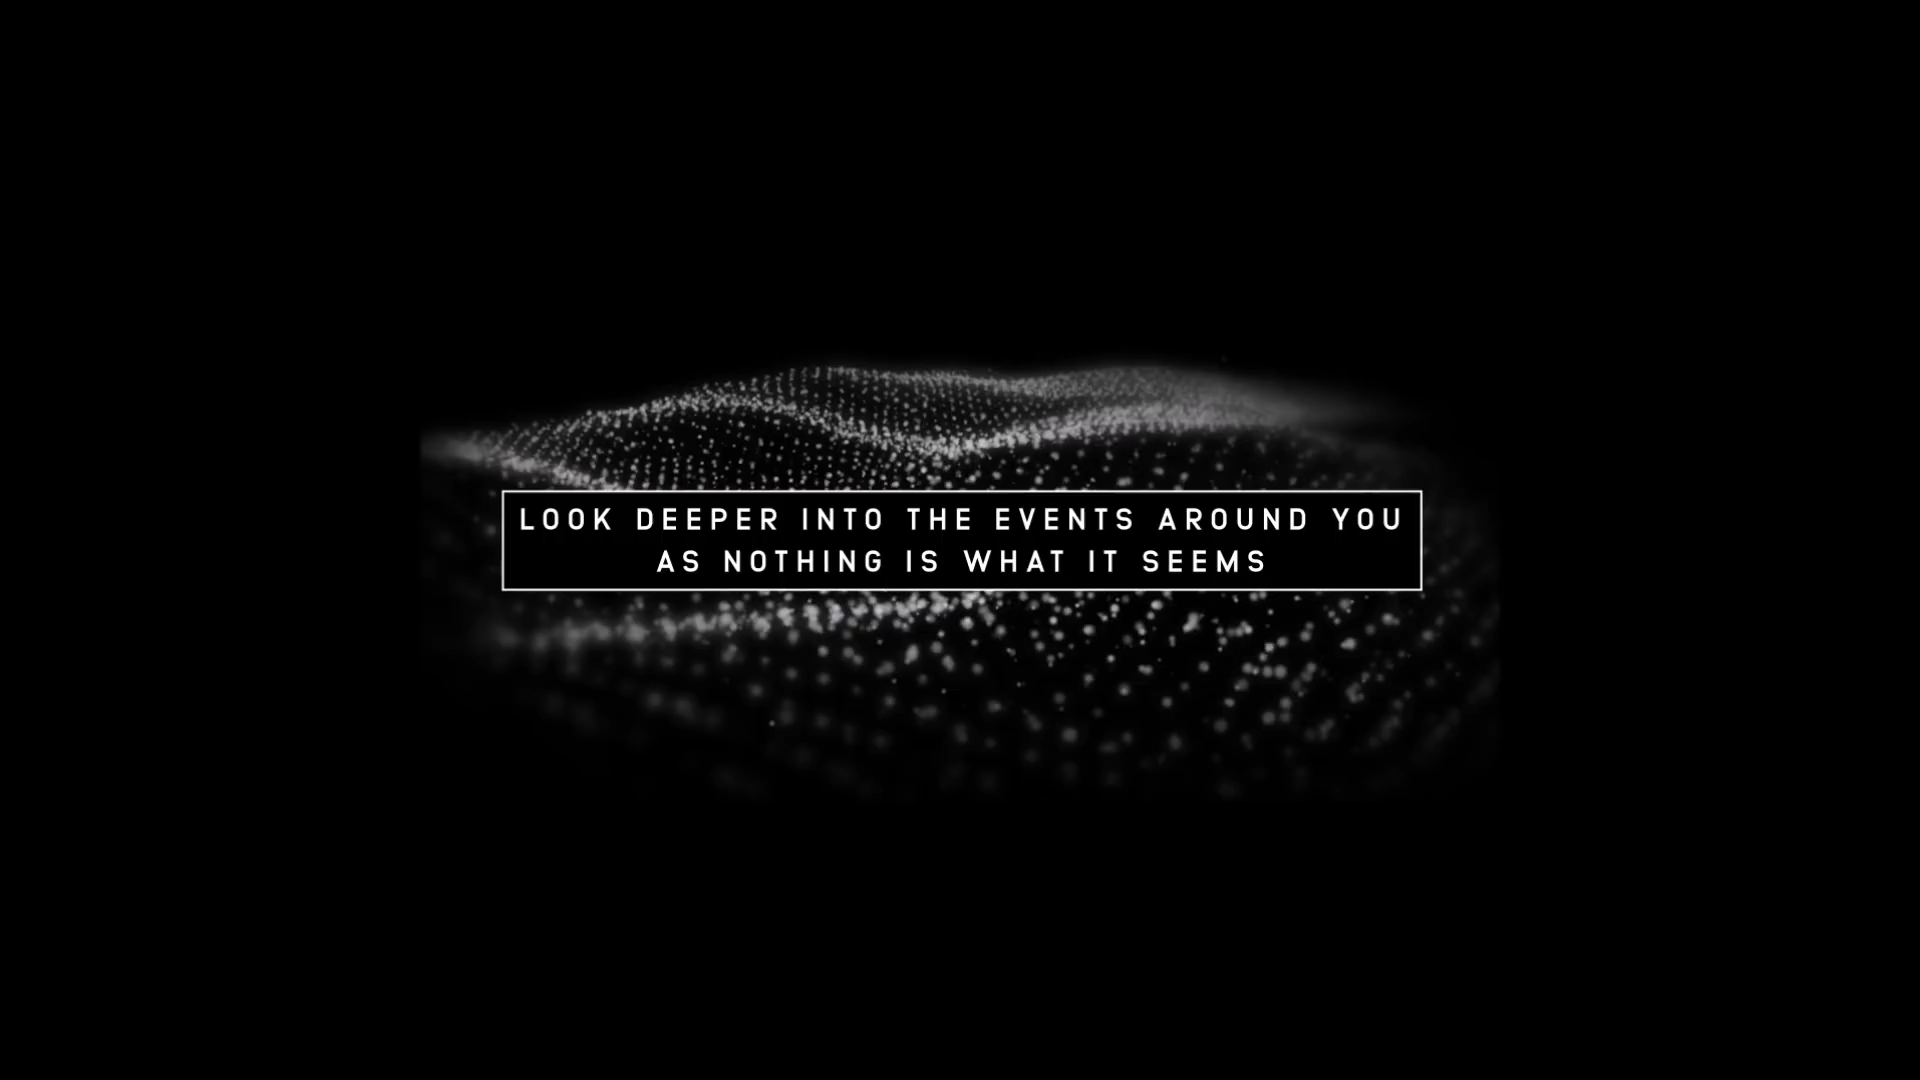 LOOK DEEPER INTO THE EVENTS AROUND YOU
AS NOTHING IS WHAT IT SEEMS